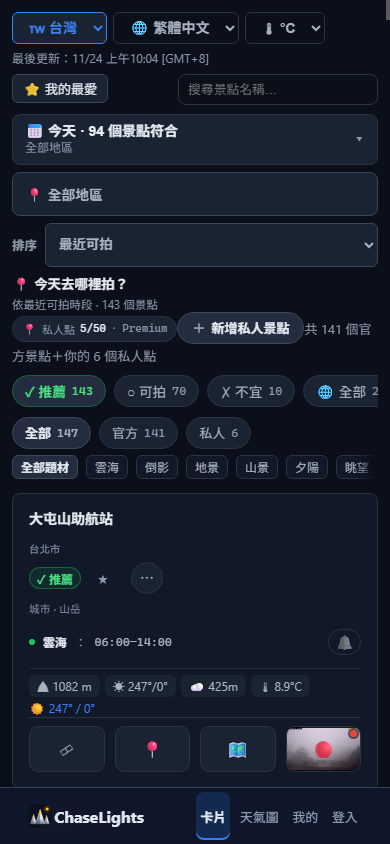 TW 台灣 繁體中文 °C
最後更新：11/24 上午10:04 [GMT+8]
我的最愛 搜尋景點名稱...
今天 · 94 個景點符合
全部地區
全部地區
排序 最近可拍
今天去哪裡拍？
依最近可拍時段 · 143 個景點
私人點 5/50 · Premium ＋ 新增私人景點 共 141 個官
方景點＋你的 6 個私人點
✓ 推薦 143 ○ 可拍 70 ╳ 不宜 10 全部 2
全部 147 官方 141 私人 6
全部題材 雲海 倒影 地景 山景 夕陽 眺望
大屯山助航站
台北市
✓ 推薦 ★ ⋯
城市 · 山岳
雲海 ： 06:00–14:00
1082 m 247°/0° 425m 8.9°C
247° / 0°
ChaseLights 卡片 天氣圖 我的 登入